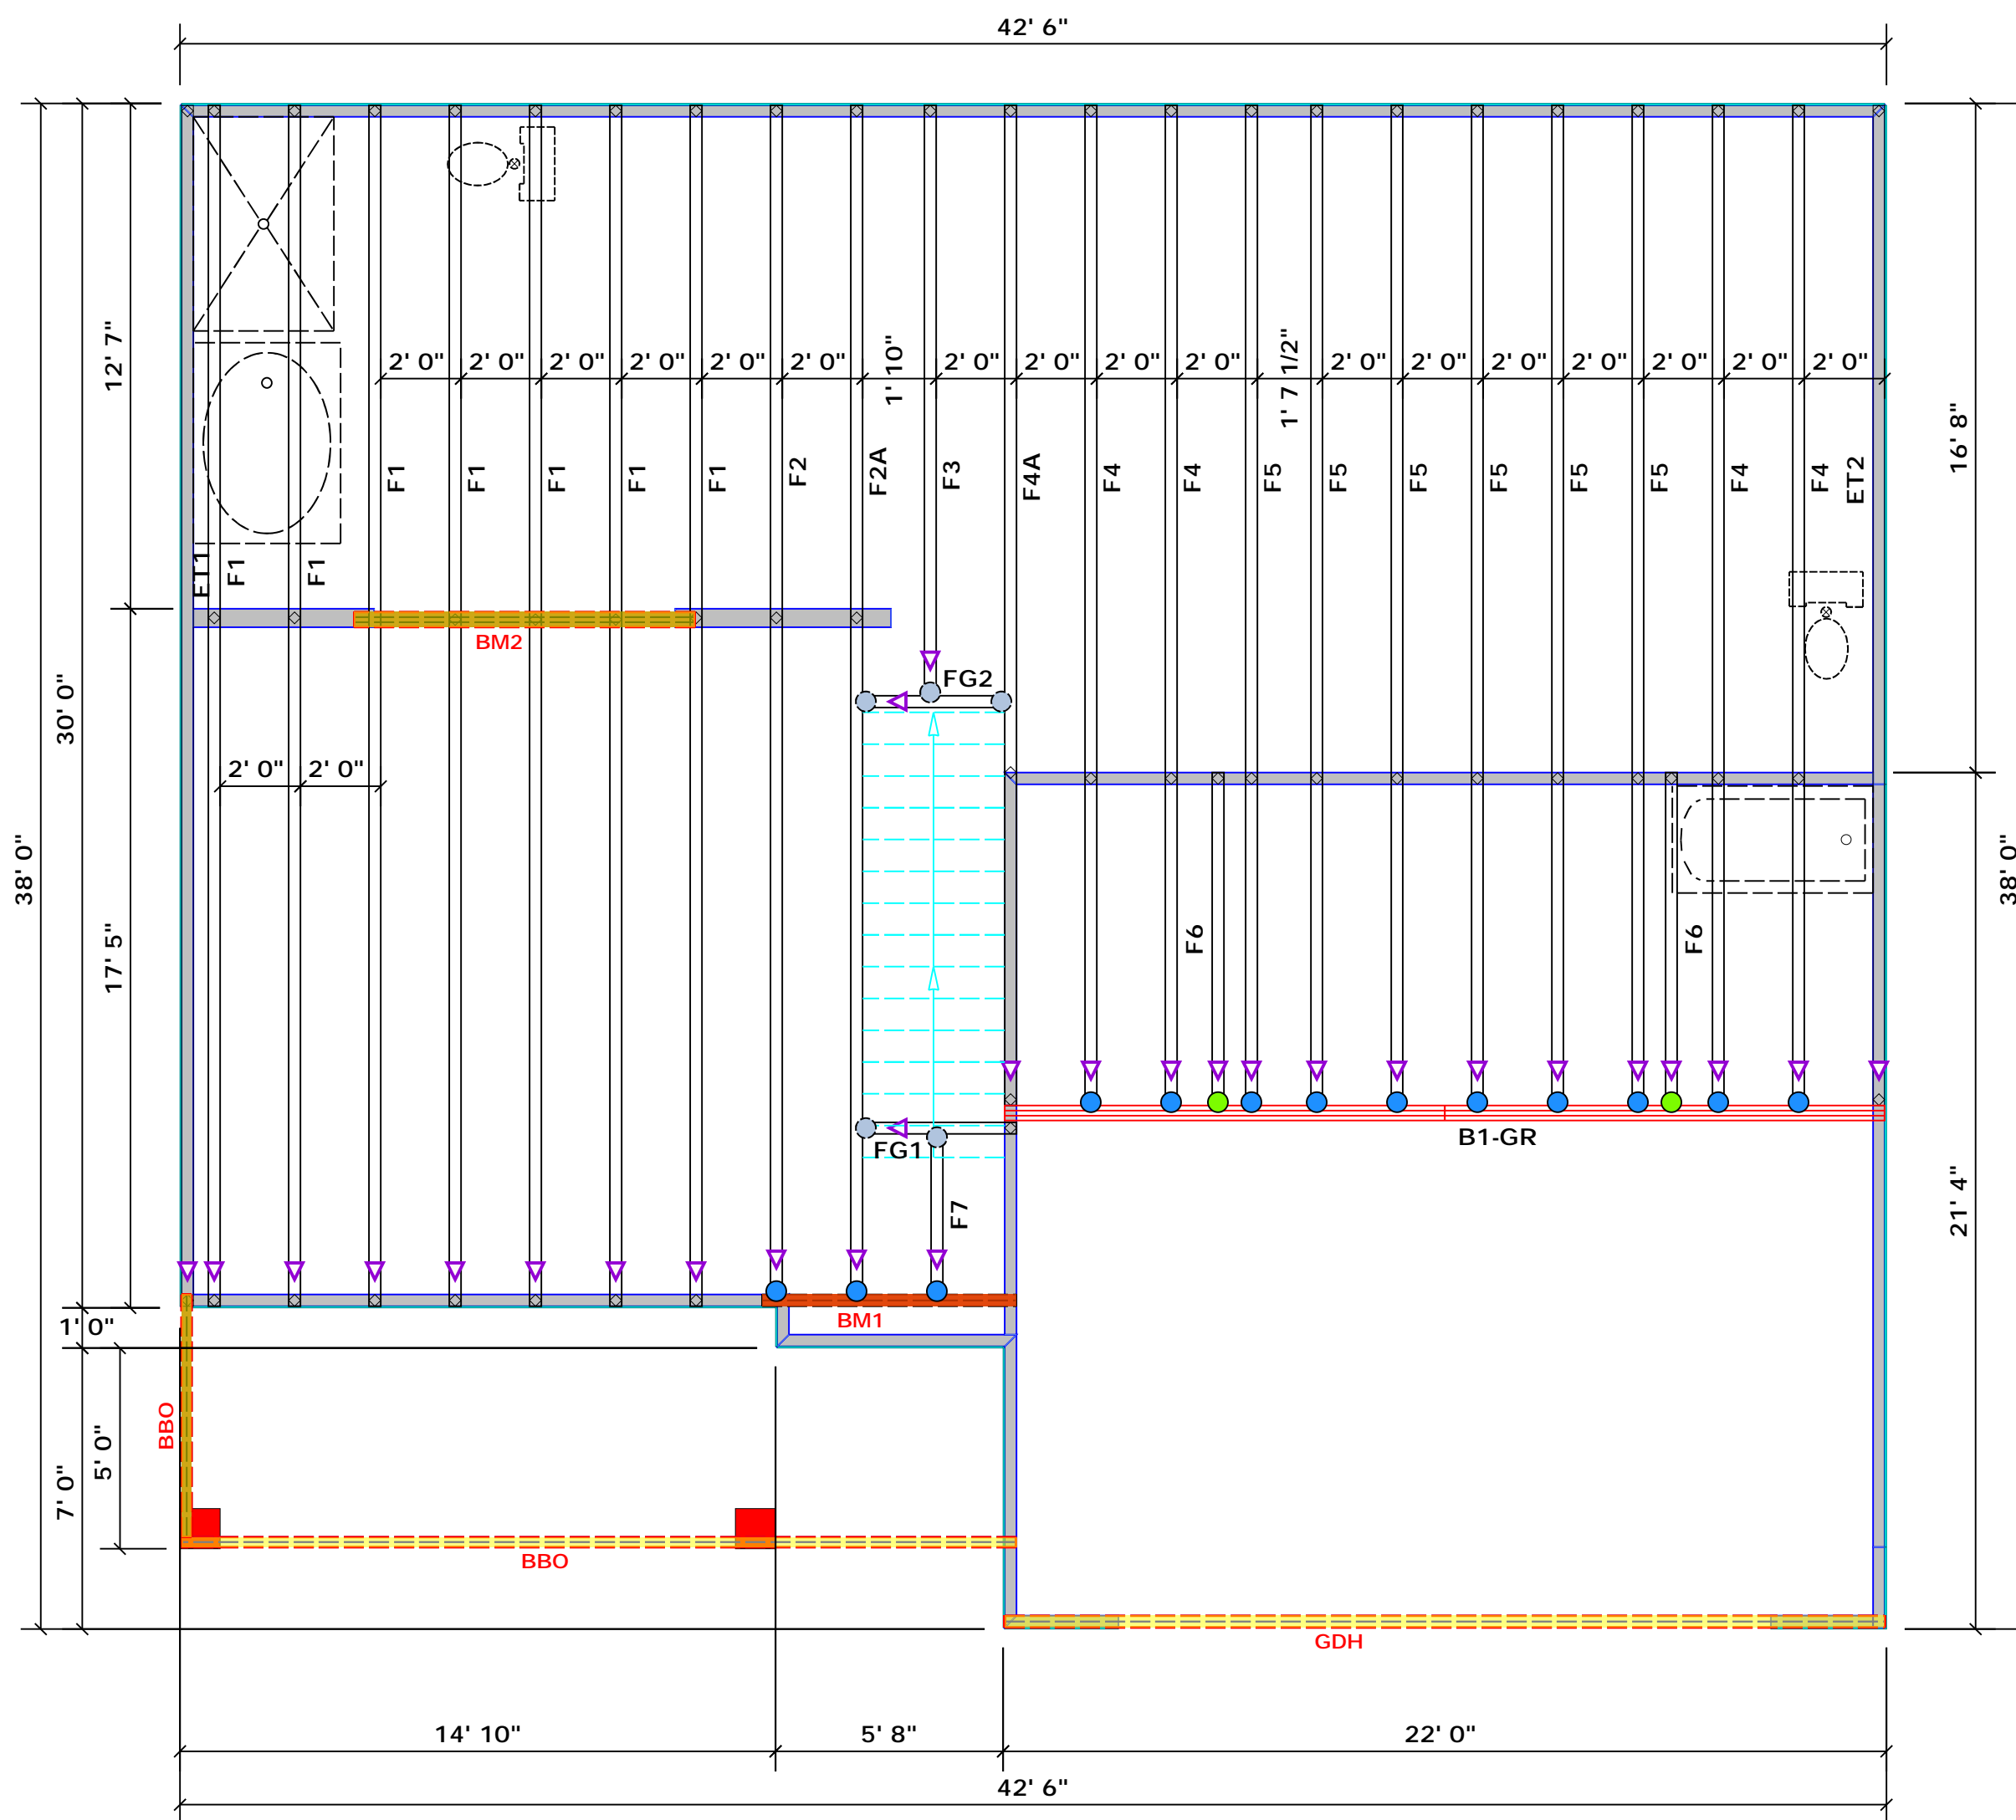 42' 6"
2' 0" 2' 0" 2' 0" 2' 0" 2' 0" 2' 0" 1' 10" 2' 0" 2' 0" 2' 0" 2' 0" 1' 7 1/2" 2' 0" 2' 0" 2' 0" 2' 0" 2' 0" 2' 0" 2' 0"
12' 7"
16' 8"
F1 F1 F1 F1 F1 F2 F2A F3 F4A F4 F4 F5 F5 F5 F5 F5 F5 F4 F4 ET2
ET1 F1 F1
BM2
FG2
30' 0"
2' 0" 2' 0"
38' 0"
38' 0"
17' 5"
F6 F6
B1-GR
FG1
F7
21' 4"
BM1
1' 0"
BBO
5' 0"
7' 0"
BBO
GDH
14' 10" 5' 8" 22' 0"
42' 6"